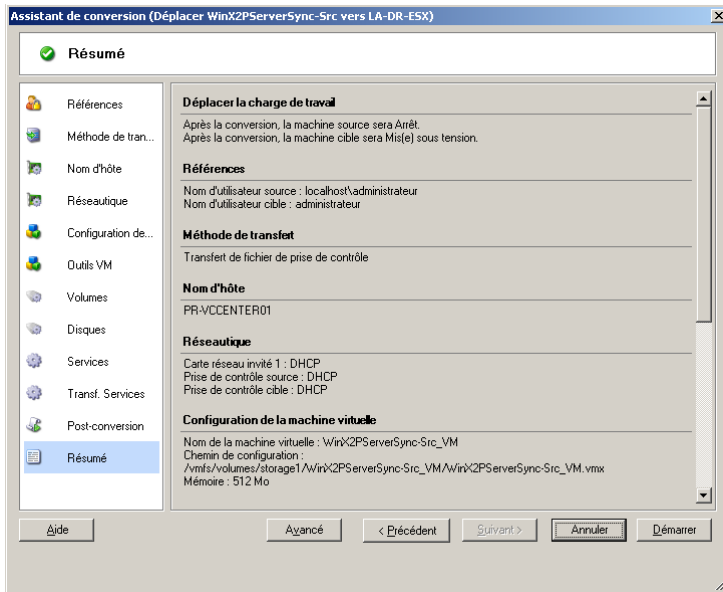 Assistant de conversion (Déplacer WinX2PServerSync-Src vers LA-DR-ESX)
Résumé
Références
Méthode de tran...
Nom d'hôte
Réseautique
Configuration de...
Outils VM
Volumes
Disques
Services
Transf. Services
Post-conversion
Résumé
Déplacer la charge de travail
Après la conversion, la machine source sera Arrêt.
Après la conversion, la machine cible sera Mis(e) sous tension.
Références
Nom d'utilisateur source : localhost\administrateur
Nom d'utilisateur cible : administrateur
Méthode de transfert
Transfert de fichier de prise de contrôle
Nom d'hôte
PR-VCCENTER01
Réseautique
Carte réseau invité 1 : DHCP
Prise de contrôle source : DHCP
Prise de contrôle cible : DHCP
Configuration de la machine virtuelle
Nom de la machine virtuelle : WinX2PServerSync-Src_VM
Chemin de configuration :
/vmfs/volumes/storage1/WinX2PServerSync-Src_VM/WinX2PServerSync-Src_VM.vmx
Mémoire : 512 Mo
Aide
Avancé
< Précédent
Suivant >
Annuler
Démarrer